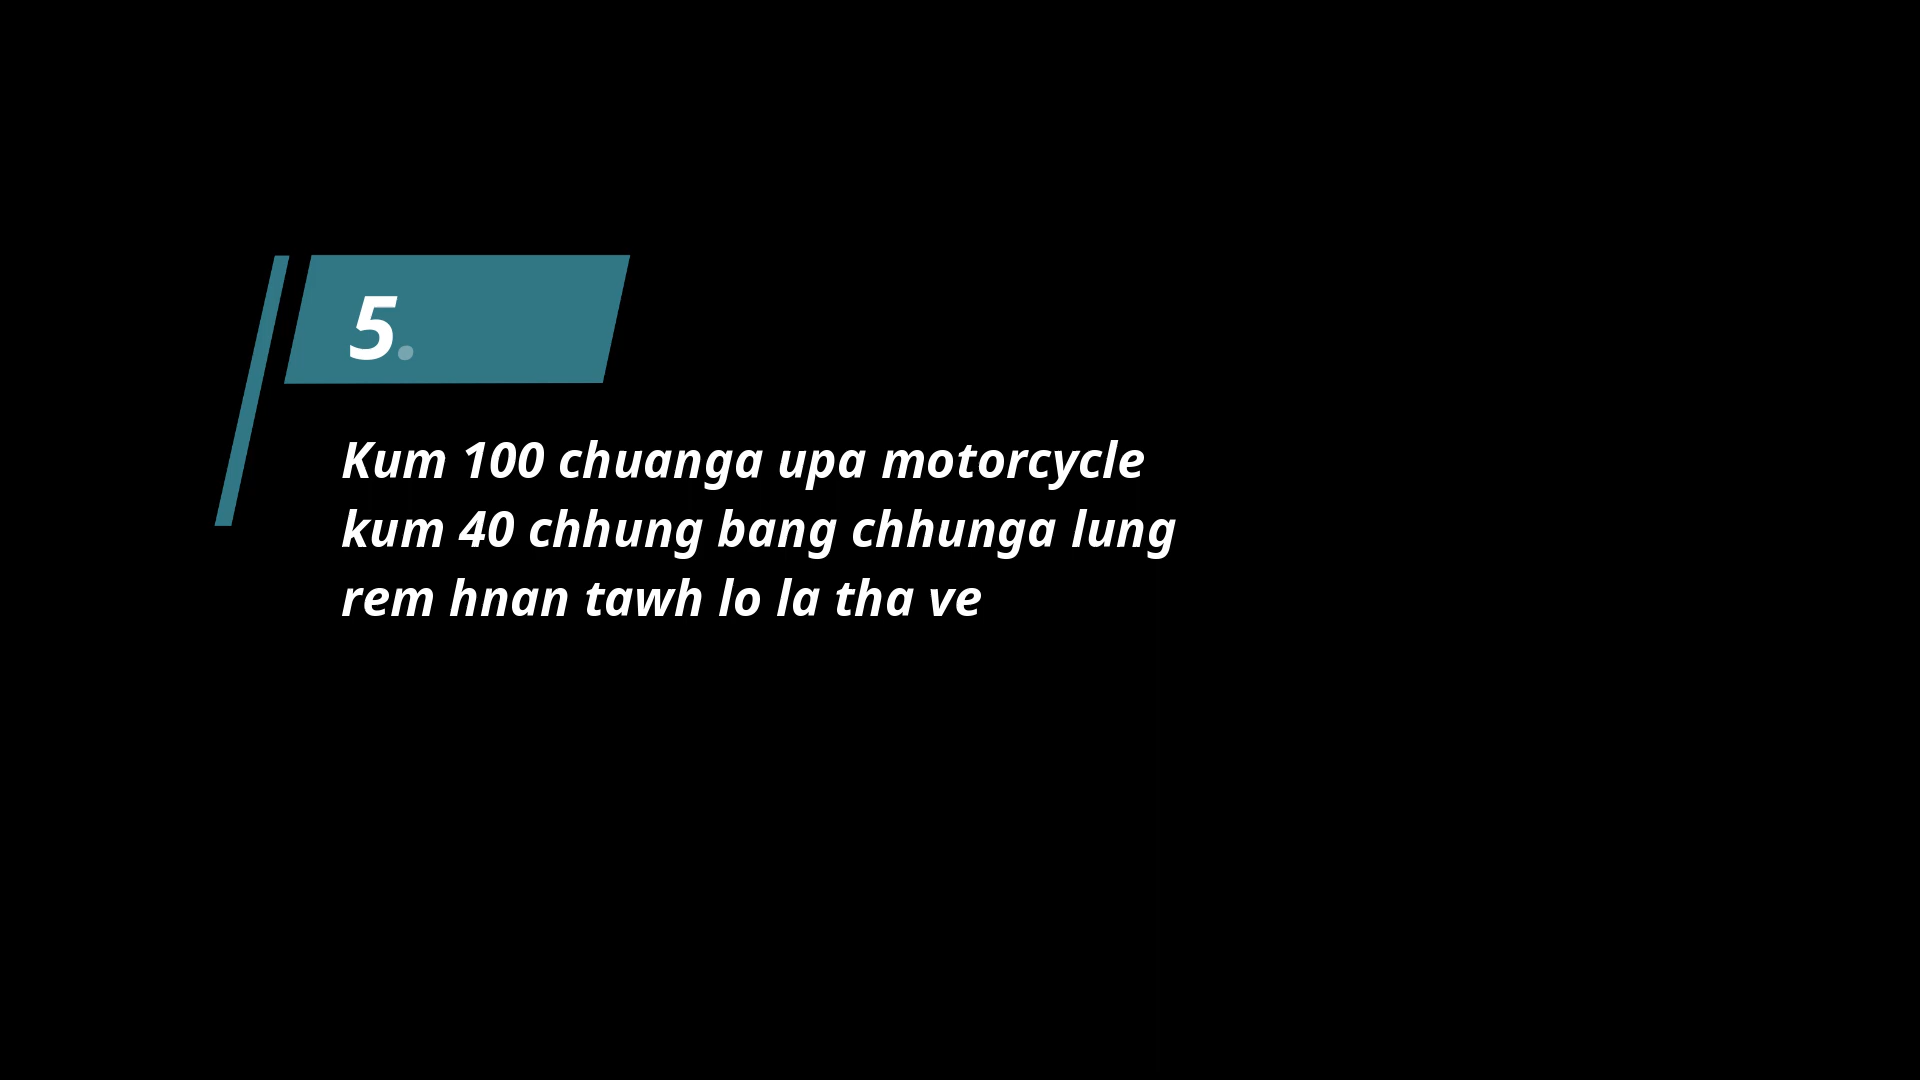 5.
Kum 100 chuanga upa motorcycle
kum 40 chhung bang chhunga lung
rem hnan tawh lo la tha ve